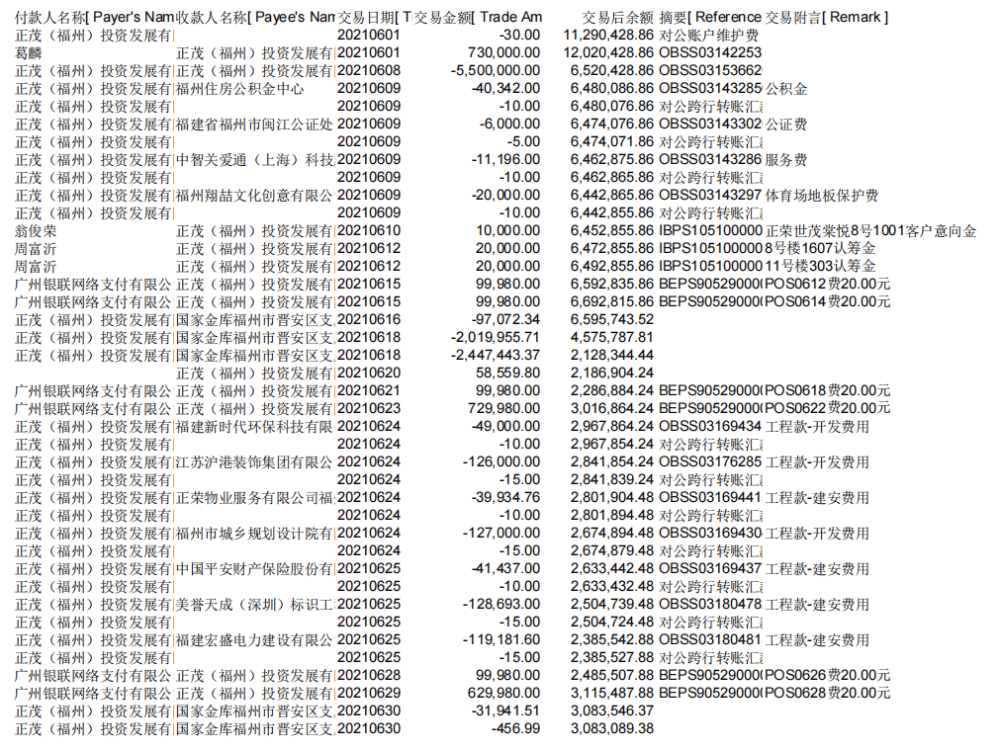 付款人名称[ Payer's Nam收款人名称[ Payee's Nan交易日期[ T交易金额[ Trade Am 交易后余额 摘要[ Reference 交易附言[ Remark ]
正茂（福州）投资发展有 20210601 -30.00 11,290,428.86 对公账户维护费
葛麟 正茂（福州）投资发展有 20210601 730,000.00 12,020,428.86 OBSS03142253
正茂（福州）投资发展有 正茂（福州）投资发展有 20210608 -5,500,000.00 6,520,428.86 OBSS03153662
正茂（福州）投资发展有 福州住房公积金中心 20210609 -40,342.00 6,480,086.86 OBSS03143285 公积金
正茂（福州）投资发展有 20210609 -10.00 6,480,076.86 对公跨行转账汇
正茂（福州）投资发展有 福建省福州市闽江公证处 20210609 -6,000.00 6,474,076.86 OBSS03143302 公证费
正茂（福州）投资发展有 20210609 -5.00 6,474,071.86 对公跨行转账汇
正茂（福州）投资发展有 中智关爱通（上海）科技 20210609 -11,196.00 6,462,875.86 OBSS03143286 服务费
正茂（福州）投资发展有 20210609 -10.00 6,462,865.86 对公跨行转账汇
正茂（福州）投资发展有 福州翔喆文化创意有限公 20210609 -20,000.00 6,442,865.86 OBSS03143297 体育场地板保护费
正茂（福州）投资发展有 20210609 -10.00 6,442,855.86 对公跨行转账汇
翁俊荣 正茂（福州）投资发展有 20210610 10,000.00 6,452,855.86 IBPS105100000 正荣世茂棠悦8号1001客户意向金
周富沂 正茂（福州）投资发展有 20210612 20,000.00 6,472,855.86 IBPS105100000 8号楼1607认筹金
周富沂 正茂（福州）投资发展有 20210612 20,000.00 6,492,855.86 IBPS105100000 11号楼303认筹金
广州银联网络支付有限公 正茂（福州）投资发展有 20210615 99,980.00 6,592,835.86 BEPS90529000 POS0612费20.00元
广州银联网络支付有限公 正茂（福州）投资发展有 20210615 99,980.00 6,692,815.86 BEPS90529000 POS0614费20.00元
正茂（福州）投资发展有 国家金库福州市晋安区支 20210616 -97,072.34 6,595,743.52
正茂（福州）投资发展有 国家金库福州市晋安区支 20210618 -2,019,955.71 4,575,787.81
正茂（福州）投资发展有 国家金库福州市晋安区支 20210618 -2,447,443.37 2,128,344.44
正茂（福州）投资发展有 20210620 58,559.80 2,186,904.24
广州银联网络支付有限公 正茂（福州）投资发展有 20210621 99,980.00 2,286,884.24 BEPS90529000 POS0618费20.00元
广州银联网络支付有限公 正茂（福州）投资发展有 20210623 729,980.00 3,016,864.24 BEPS90529000 POS0622费20.00元
正茂（福州）投资发展有 福建新时代环保科技有限 20210624 -49,000.00 2,967,864.24 OBSS03169434 工程款-开发费用
正茂（福州）投资发展有 20210624 -10.00 2,967,854.24 对公跨行转账汇
正茂（福州）投资发展有 江苏沪港装饰集团有限公 20210624 -126,000.00 2,841,854.24 OBSS03176285 工程款-开发费用
正茂（福州）投资发展有 20210624 -15.00 2,841,839.24 对公跨行转账汇
正茂（福州）投资发展有 正荣物业服务有限公司福 20210624 -39,934.76 2,801,904.48 OBSS03169441 工程款-建安费用
正茂（福州）投资发展有 20210624 -10.00 2,801,894.48 对公跨行转账汇
正茂（福州）投资发展有 福州市城乡规划设计院有 20210624 -127,000.00 2,674,894.48 OBSS03169430 工程款-开发费用
正茂（福州）投资发展有 20210624 -15.00 2,674,879.48 对公跨行转账汇
正茂（福州）投资发展有 中国平安财产保险股份有 20210625 -41,437.00 2,633,442.48 OBSS03169437 工程款-建安费用
正茂（福州）投资发展有 20210625 -10.00 2,633,432.48 对公跨行转账汇
正茂（福州）投资发展有 美誉天成（深圳）标识工 20210625 -128,693.00 2,504,739.48 OBSS03180478 工程款-建安费用
正茂（福州）投资发展有 20210625 -15.00 2,504,724.48 对公跨行转账汇
正茂（福州）投资发展有 福建宏盛电力建设有限公 20210625 -119,181.60 2,385,542.88 OBSS03180481 工程款-建安费用
正茂（福州）投资发展有 20210625 -15.00 2,385,527.88 对公跨行转账汇
广州银联网络支付有限公 正茂（福州）投资发展有 20210628 99,980.00 2,485,507.88 BEPS90529000 POS0626费20.00元
广州银联网络支付有限公 正茂（福州）投资发展有 20210629 629,980.00 3,115,487.88 BEPS90529000 POS0628费20.00元
正茂（福州）投资发展有 国家金库福州市晋安区支 20210630 -31,941.51 3,083,546.37
正茂（福州）投资发展有 国家金库福州市晋安区支 20210630 -456.99 3,083,089.38